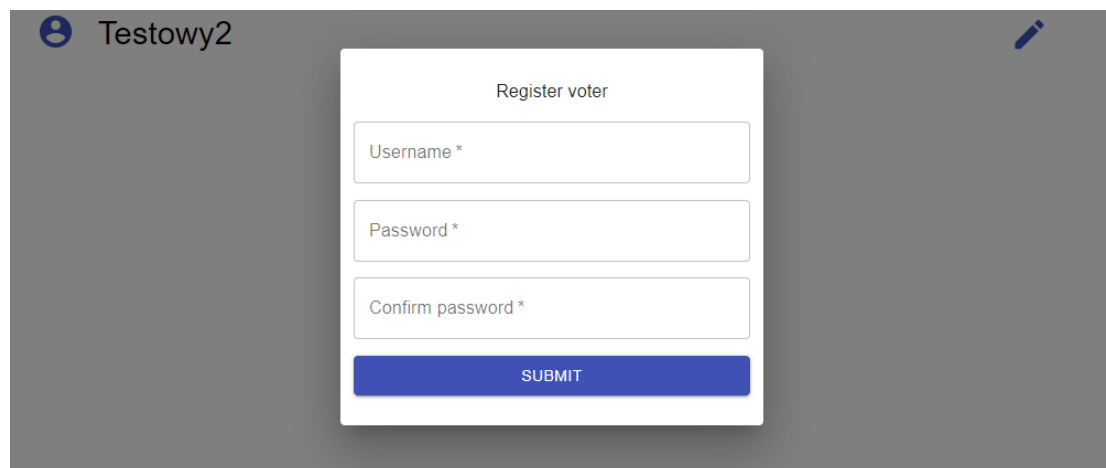 Testowy2
Register voter
Username *
Password *
Confirm password *
SUBMIT